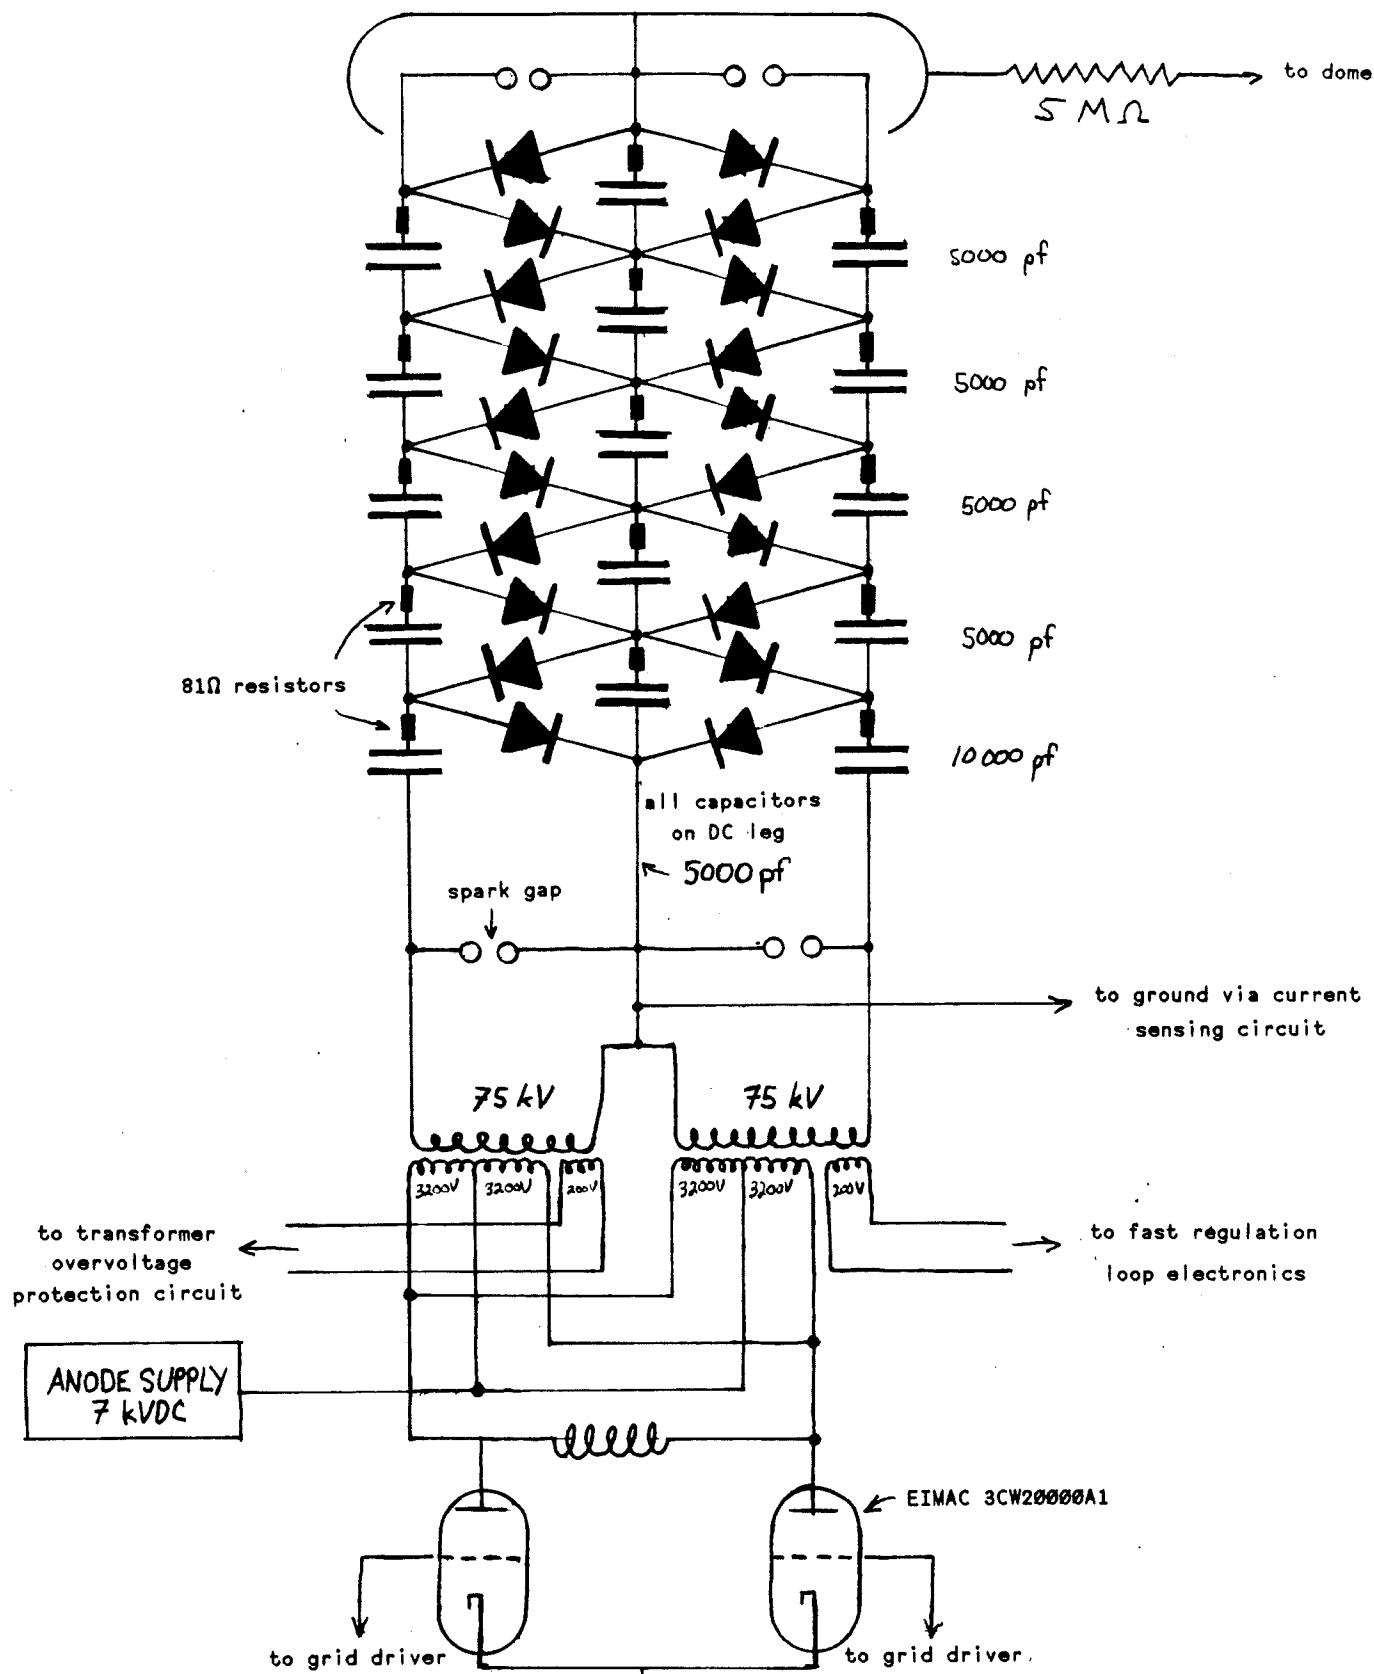 to dome
5 MΩ
5000 pf
5000 pf
5000 pf
5000 pf
81Ω resistors
10000 pf
all capacitors
on DC leg
5000 pf
spark gap
to ground via current
sensing circuit
75 kV
75 kV
3200V
3200V
200V
3200V
3200V
200V
to transformer
overvoltage
protection circuit
to fast regulation
loop electronics
ANODE SUPPLY
7 kVDC
EIMAC 3CW20000A1
to grid driver
to grid driver